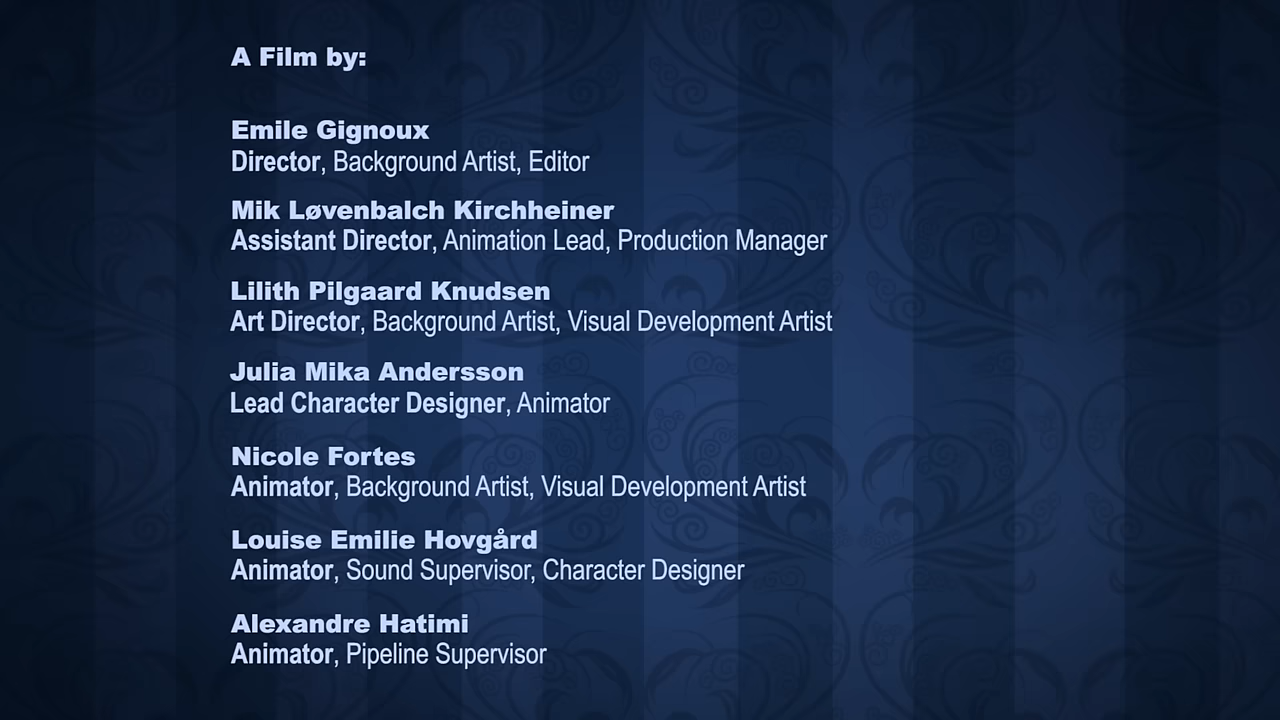 A Film by:
Emile Gignoux
Director, Background Artist, Editor
Mik Løvenbalch Kirchheiner
Assistant Director, Animation Lead, Production Manager
Lilith Pilgaard Knudsen
Art Director, Background Artist, Visual Development Artist
Julia Mika Andersson
Lead Character Designer, Animator
Nicole Fortes
Animator, Background Artist, Visual Development Artist
Louise Emilie Hovgård
Animator, Sound Supervisor, Character Designer
Alexandre Hatimi
Animator, Pipeline Supervisor